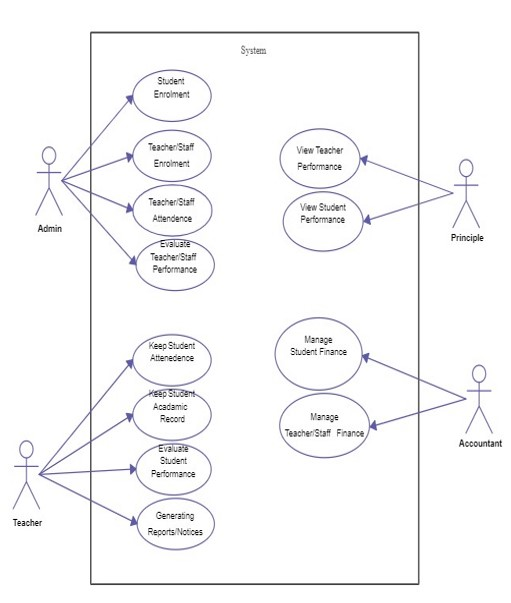 System
Student
Enrolment
Teacher/Staff
Enrolment
Teacher/Staff
Attendence
Evaluate
Teacher/Staff
Performance
Admin
View Teacher
Performance
View Student
Performance
Principle
Keep Student
Attenedence
Keep Student
Acadamic
Record
Evaluate
Student
Performance
Generating
Reports/Notices
Teacher
Manage
Student Finance
Manage
Teacher/Staff Finance
Accountant